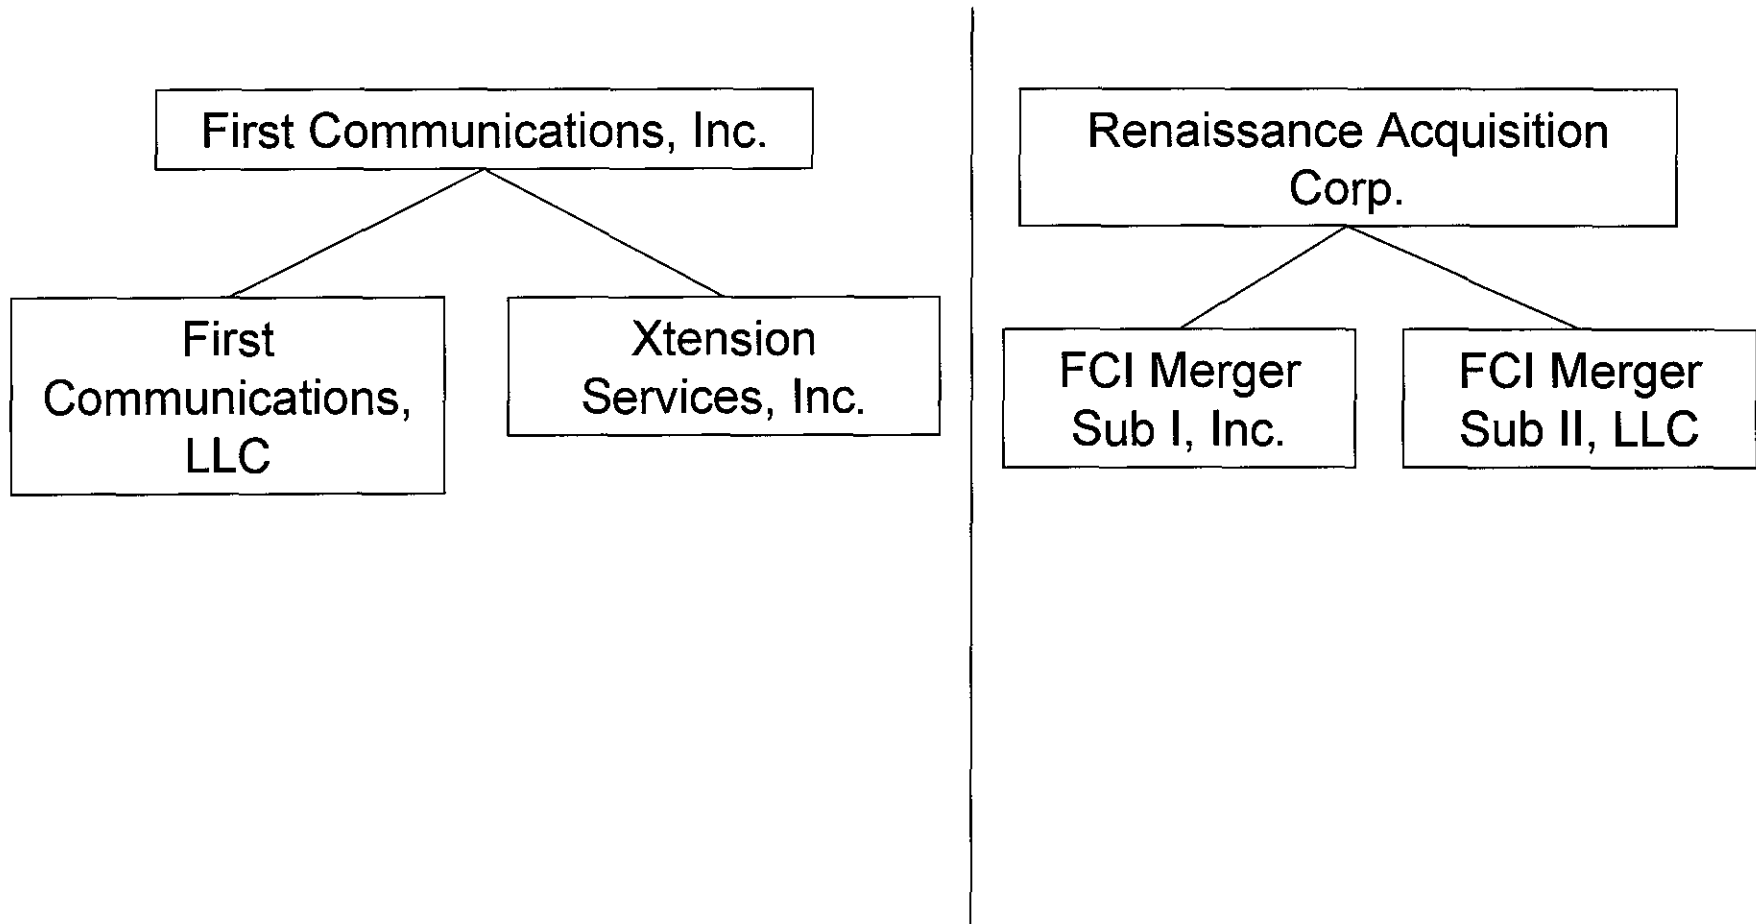 First Communications, Inc.
First
Communications,
LLC
Xtension
Services, Inc.
Renaissance Acquisition
Corp.
FCI Merger
Sub I, Inc.
FCI Merger
Sub II, LLC